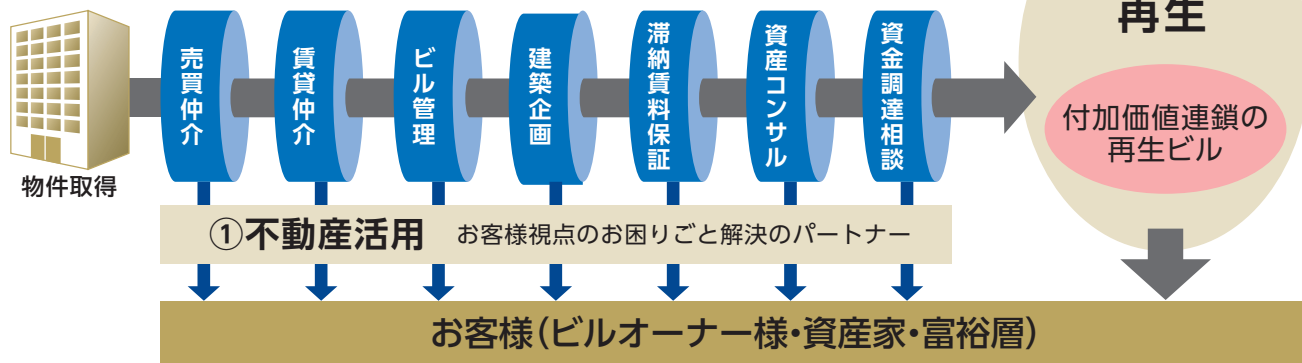 再生
付加価値連鎖の
再生ビル
物件取得
売買仲介
賃貸仲介
ビル管理
建築企画
滞納賃料保証
資産コンサル
資金調達相談
①不動産活用 お客様視点のお困りごと解決のパートナー
お客様(ビルオーナー様・資産家・富裕層)